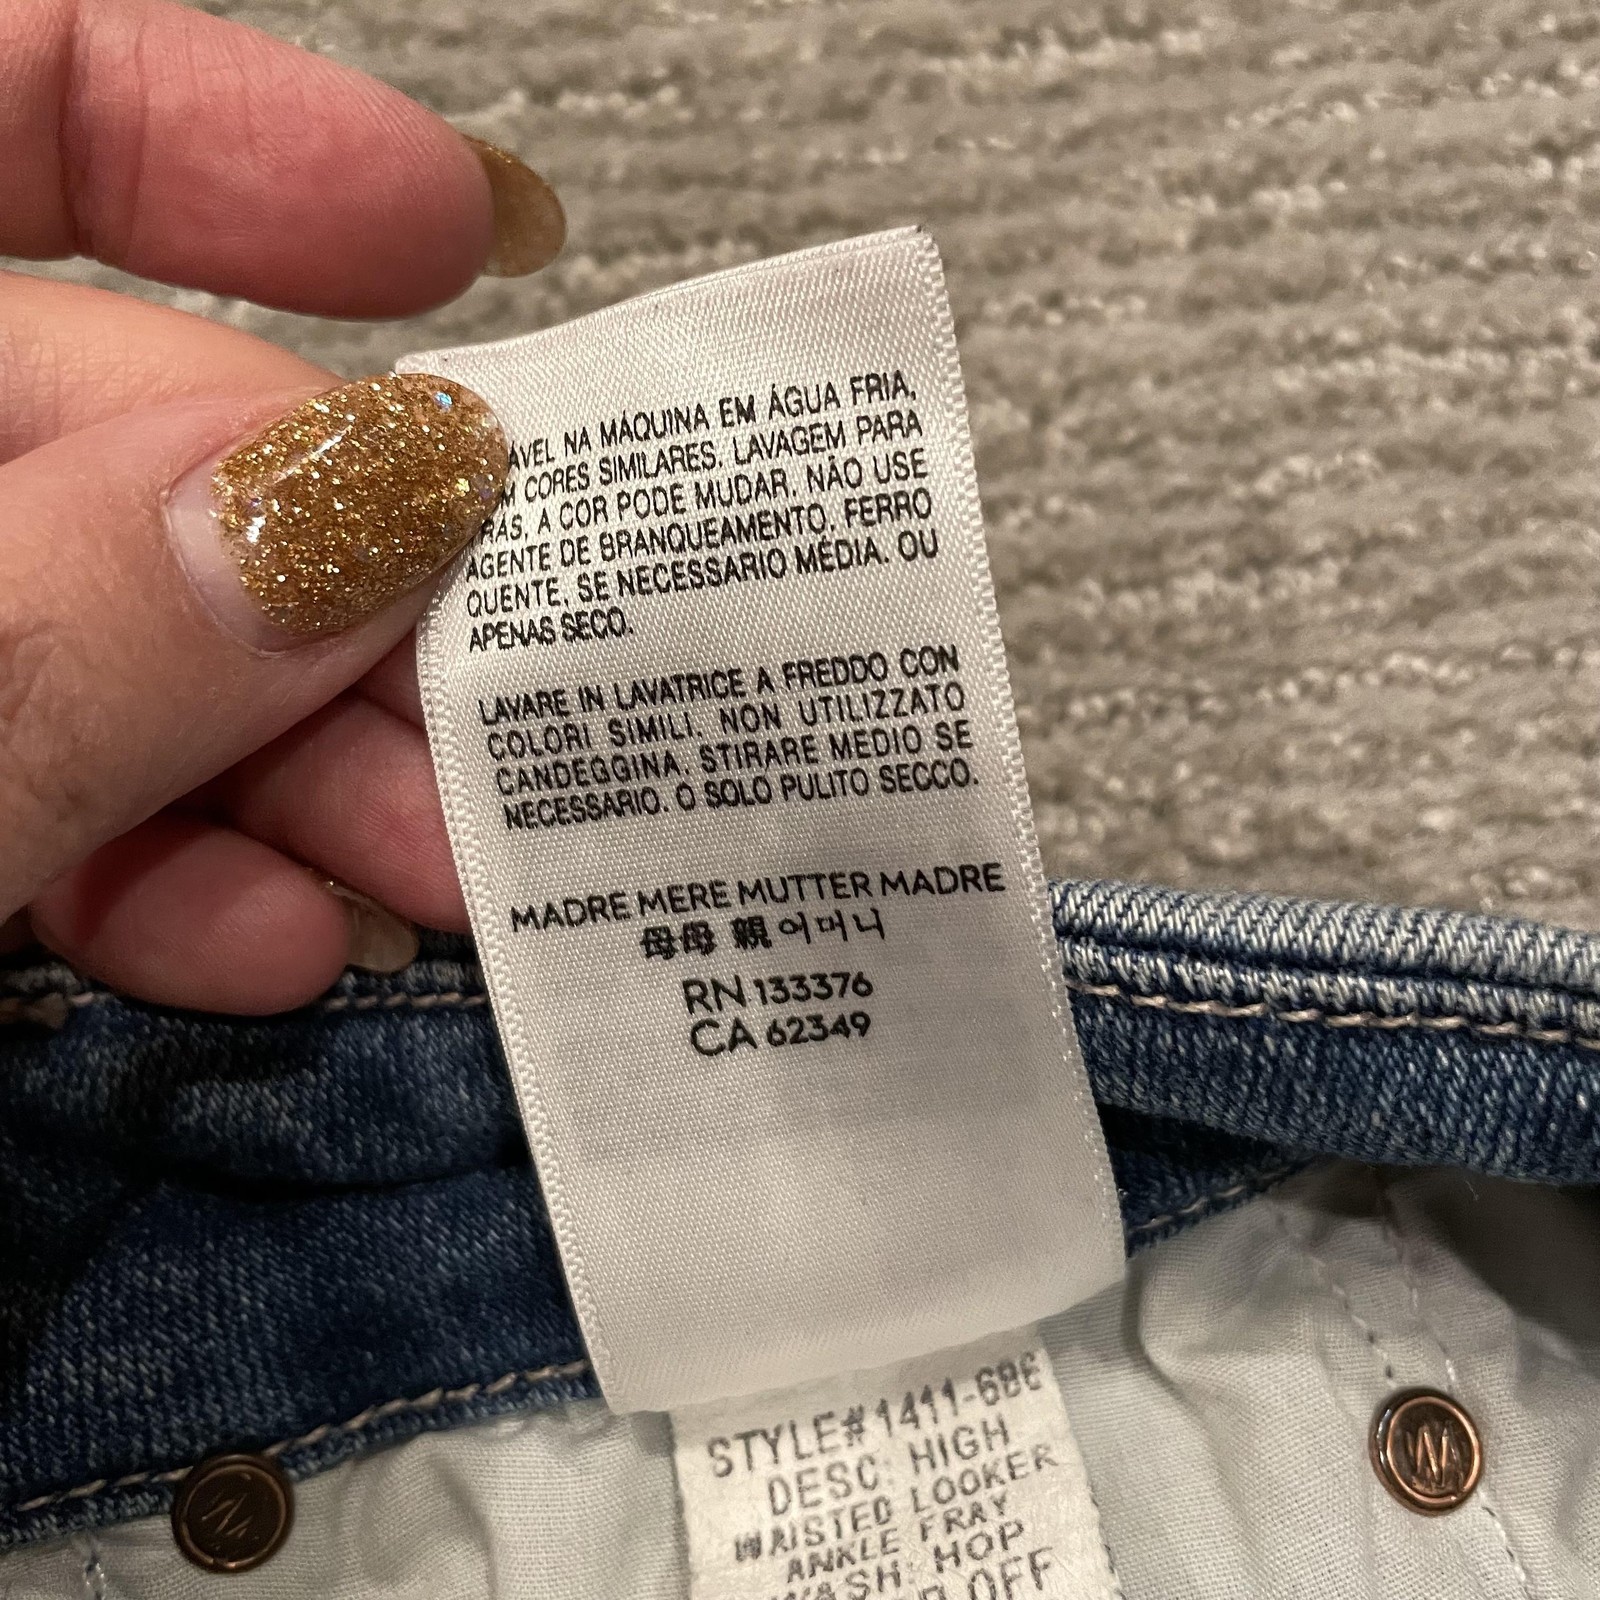 NA MÁQUINA EM ÁGUA FRIA,
CORES SIMILARES. LAVAGEM PARA
A COR PODE MUDAR. NÃO USE
AGENTE DE BRANQUEAMENTO. FERRO
QUENTE, SE NECESSARIO MÉDIA. OU
APENAS SECO.
LAVARE IN LAVATRICE A FREDDO CON
COLORI SIMILI. NON UTILIZZATO
CANDEGGINA. STIRARE MEDIO SE
NECESSARIO. O SOLO PULITO SECCO.
MADRE MERE MUTTER MADRE
母母 親 어머니
RN 133376
CA 62349
STYLE# 1411-686
DESC: HIGH
WAISTED LOOKER
ANKLE FRAY
WASH: HOP
OFF